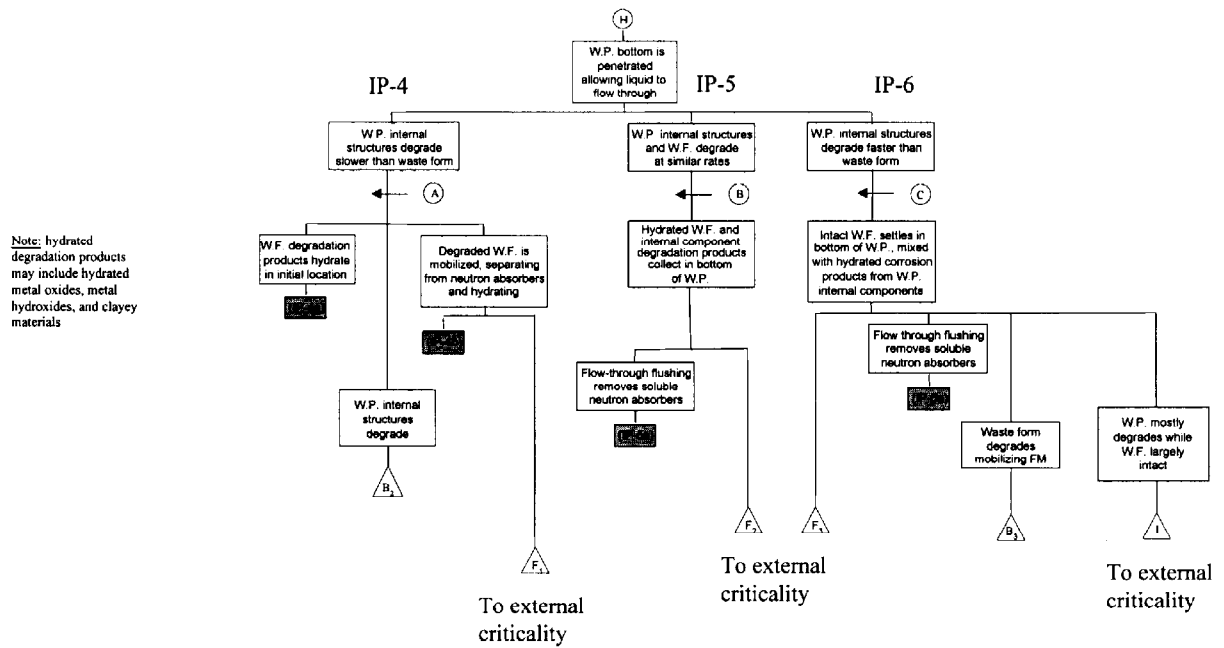 H
W.P. bottom is
penetrated
allowing liquid to
flow through
IP-4
IP-5
IP-6
W.P. internal
structures degrade
slower than waste form
W.P. internal structures
and W.F. degrade
at similar rates
W.P. internal structures
degrade faster than
waste form
A
B
C
Note: hydrated
degradation products
may include hydrated
metal oxides, metal
hydroxides, and clayey
materials
W.F. degradation
products hydrate
in initial location
Degraded W.F. is
mobilized, separating
from neutron absorbers
and hydrating
Hydrated W.F. and
internal component
degradation products
collect in bottom
of W.P.
Intact W.F. settles in
bottom of W.P., mixed
with hydrated corrosion
products from W.P.
internal components
Flow-through flushing
removes soluble
neutron absorbers
Flow through flushing
removes soluble
neutron absorbers
W.P. internal
structures
degrade
Waste form
degrades
mobilizing FM
W.P. mostly
degrades while
W.F. largely
intact
B2
F1
F2
F3
B3
I
To external
criticality
To external
criticality
To external
criticality